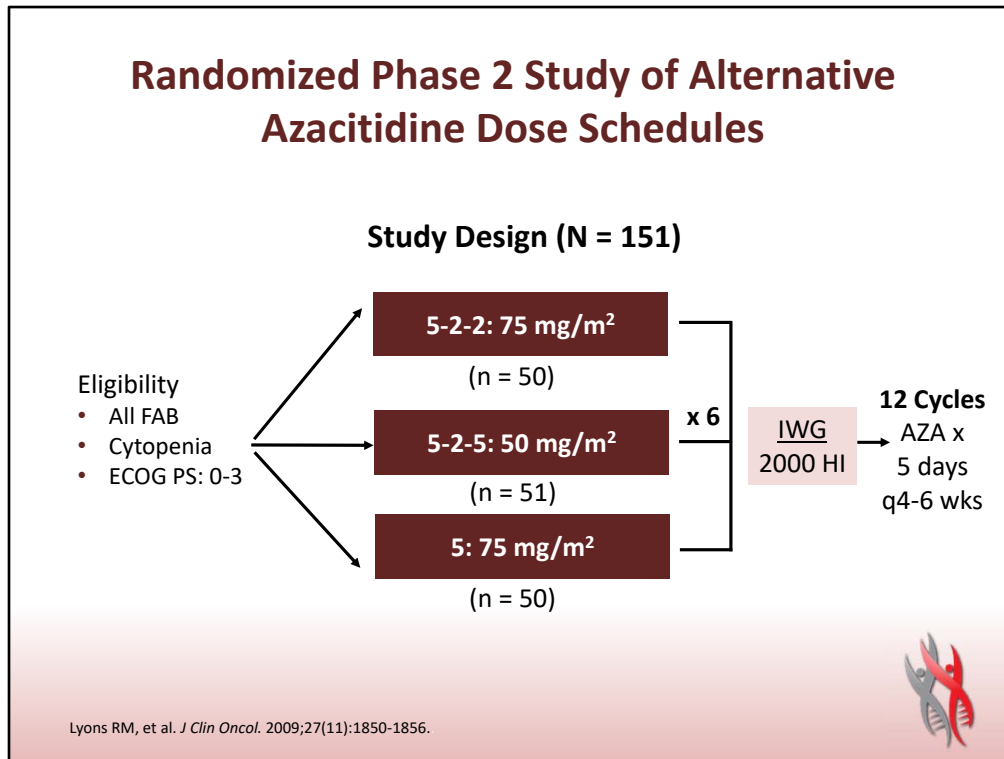 Randomized Phase 2 Study of Alternative
Azacitidine Dose Schedules
Study Design (N = 151)
Eligibility
• All FAB
• Cytopenia
• ECOG PS: 0-3
5-2-2: 75 mg/m²
(n = 50)
5-2-5: 50 mg/m²
(n = 51)
5: 75 mg/m²
(n = 50)
x 6
IWG
2000 HI
12 Cycles
AZA x
5 days
q4-6 wks
Lyons RM, et al. J Clin Oncol. 2009;27(11):1850-1856.